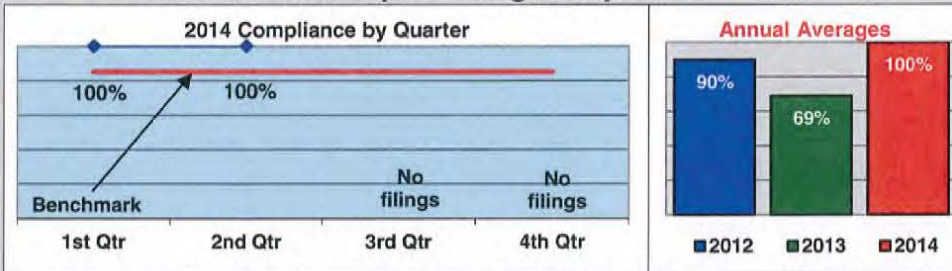 2014 Compliance by Quarter
100% 100%
Benchmark
No filings
No filings
1st Qtr 2nd Qtr 3rd Qtr 4th Qtr
Annual Averages
90%
69%
100%
2012 2013 2014